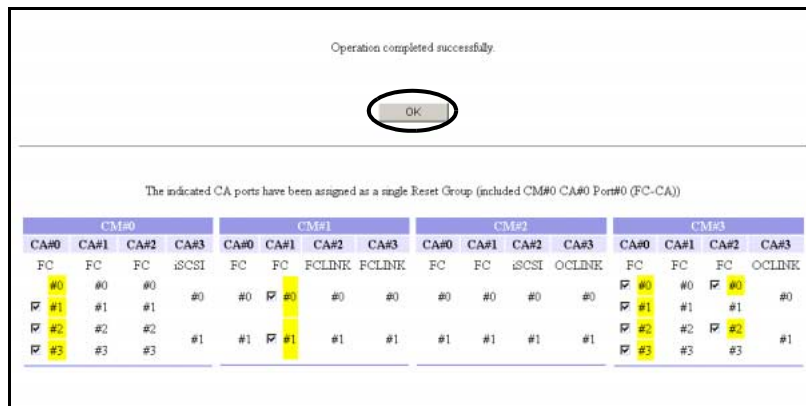 Operation completed successfully.
OK
The indicated CA ports have been assigned as a single Reset Group (included CM#0 CA#0 Port#0 (FC-CA))
CM#0 CM#1 CM#2 CM#3
CA#0 CA#1 CA#2 CA#3 CA#0 CA#1 CA#2 CA#3 CA#0 CA#1 CA#2 CA#3 CA#0 CA#1 CA#2 CA#3
FC FC FC iSCSI FC FC FCLINK FCLINK FC FC iSCSI OCLINK FC FC FC OCLINK
#0 #0 #0 #0 #0 #0 #0 #0 #0 #0 #0 #0 #0 #0 #0 #0
#1 #1 #1 #1 #1 #1
#2 #2 #2 #1 #1 #1 #1 #1 #1 #1 #1 #1 #2 #2 #2 #1
#3 #3 #3 #3 #3 #3